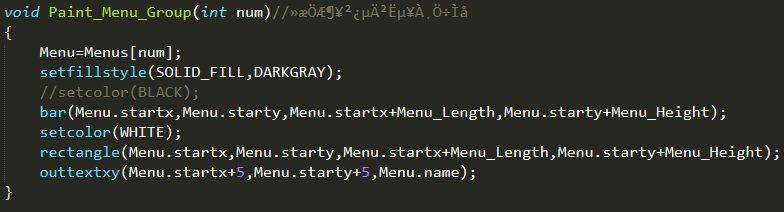 void Paint_Menu_Group(int num)//»æÖÆ¶¥²¿µÄ²Ëµ¥À¸Ö÷Ìå
{
Menu=Menus[num];
setfillstyle(SOLID_FILL,DARKGRAY);
//setcolor(BLACK);
bar(Menu.startx,Menu.starty,Menu.startx+Menu_Length,Menu.starty+Menu_Height);
setcolor(WHITE);
rectangle(Menu.startx,Menu.starty,Menu.startx+Menu_Length,Menu.starty+Menu_Height);
outtextxy(Menu.startx+5,Menu.starty+5,Menu.name);
}